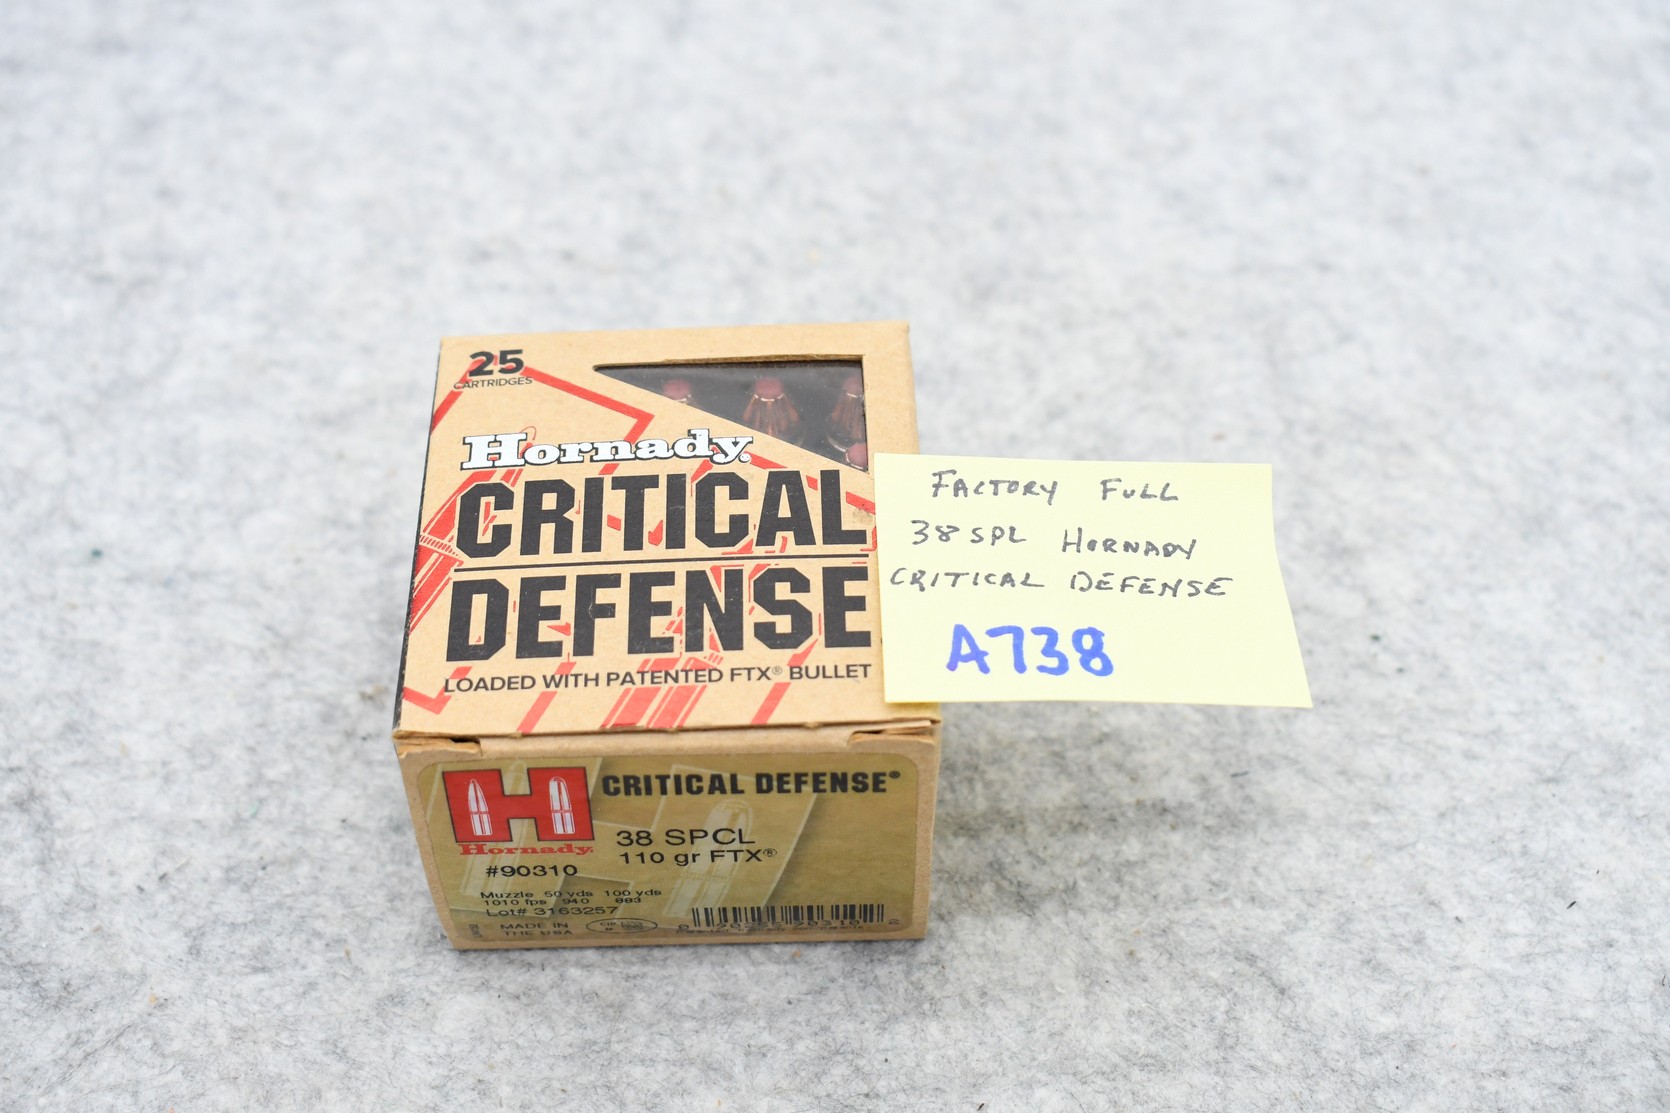 25
CARTRIDGES
Hornady
CRITICAL
DEFENSE
LOADED WITH PATENTED FTX® BULLET
FACTORY FULL
38 SPL HORNADY
CRITICAL DEFENSE
A738
H
Hornady
CRITICAL DEFENSE®
38 SPCL
110 gr FTX®
#90310
Muzzle 50 yds 100 yds
1010 fps 940 883
Lot# 3163257
MADE IN
THE USA